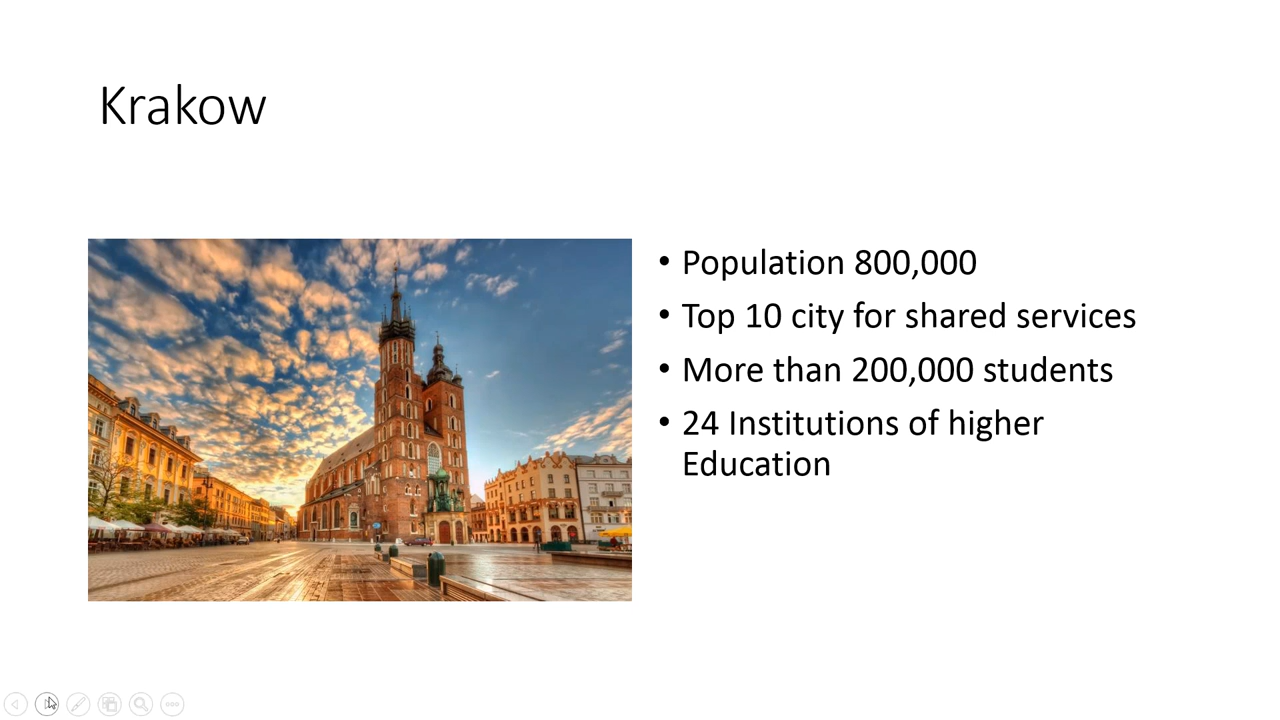 Krakow
• Population 800,000
• Top 10 city for shared services
• More than 200,000 students
• 24 Institutions of higher
Education